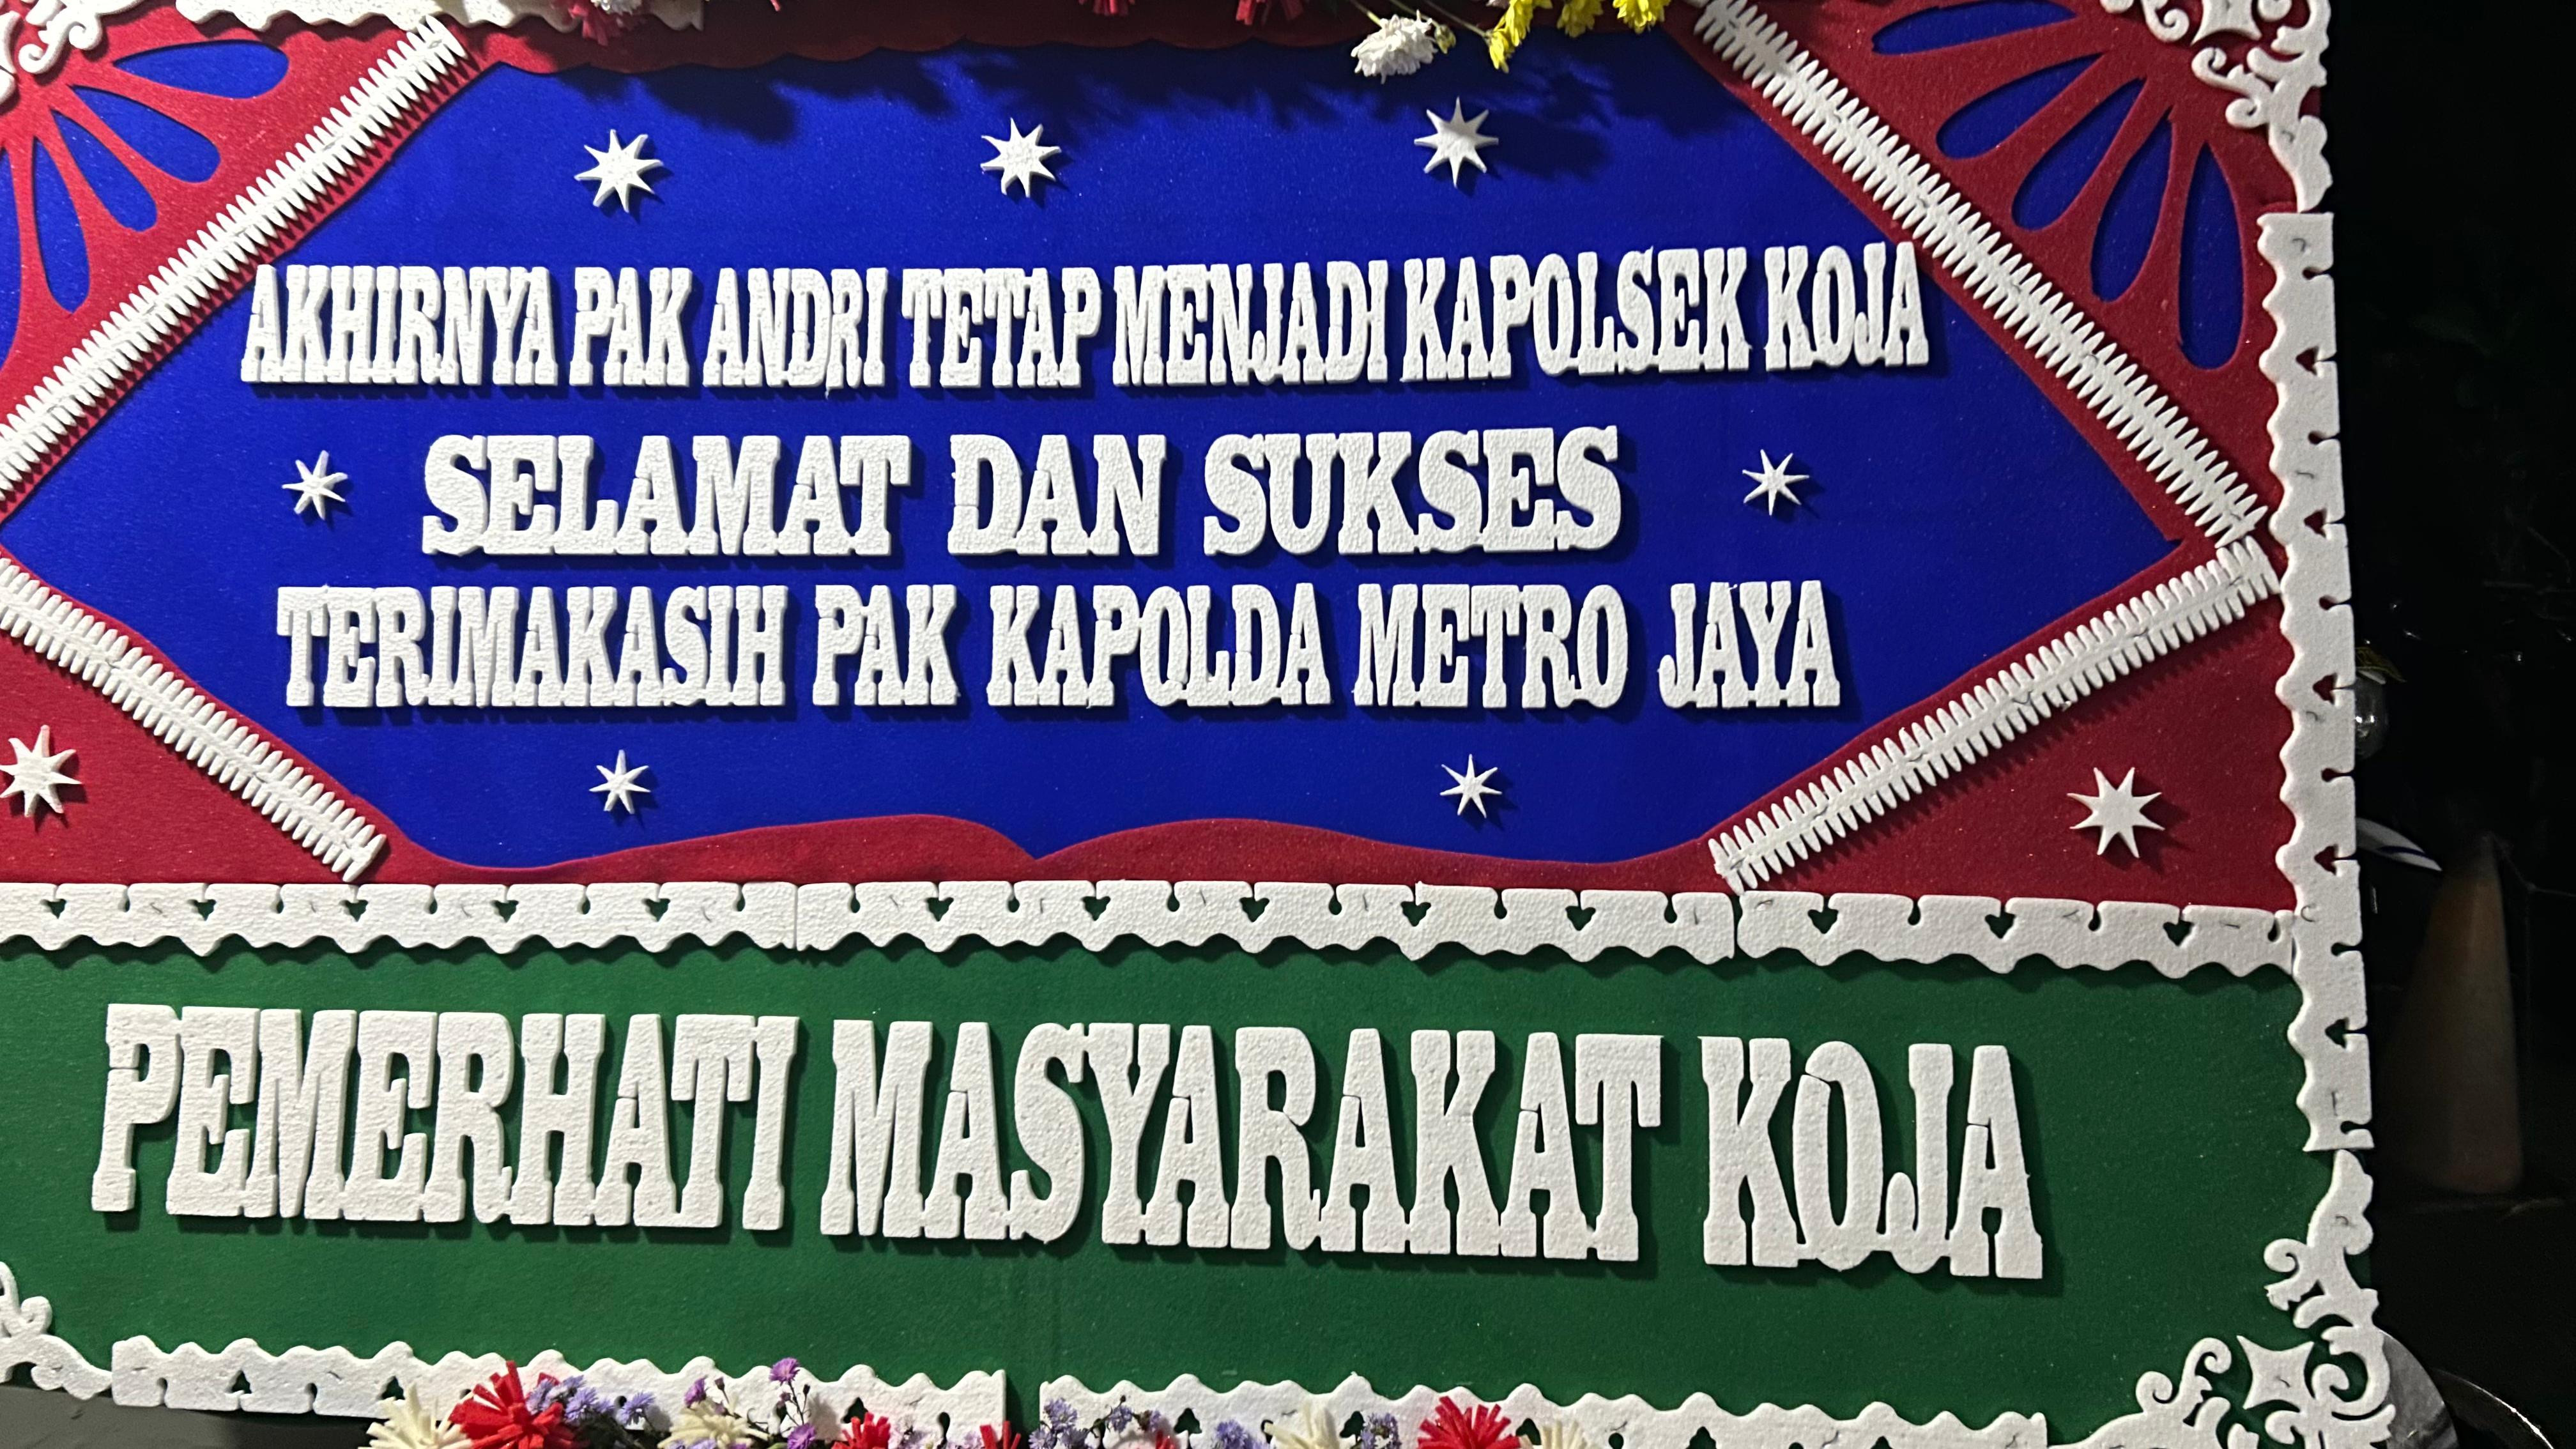 AKHIRNYA PAK ANDRI TETAP MENJADI KAPOLSEK KOJA
SELAMAT DAN SUKSES
TERIMAKASIH PAK KAPOLDA METRO JAYA
PEMERHATI MASYARAKAT KOJA